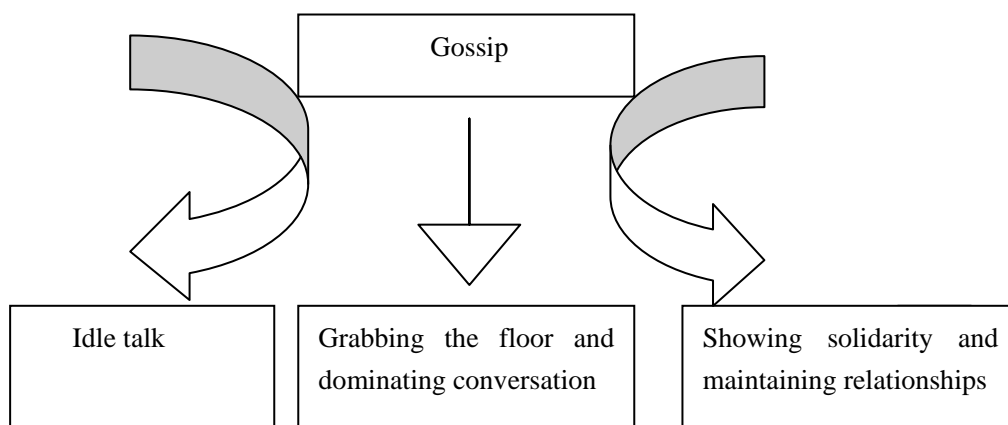 Gossip
Idle talk
Grabbing the floor and
dominating conversation
Showing solidarity and
maintaining relationships